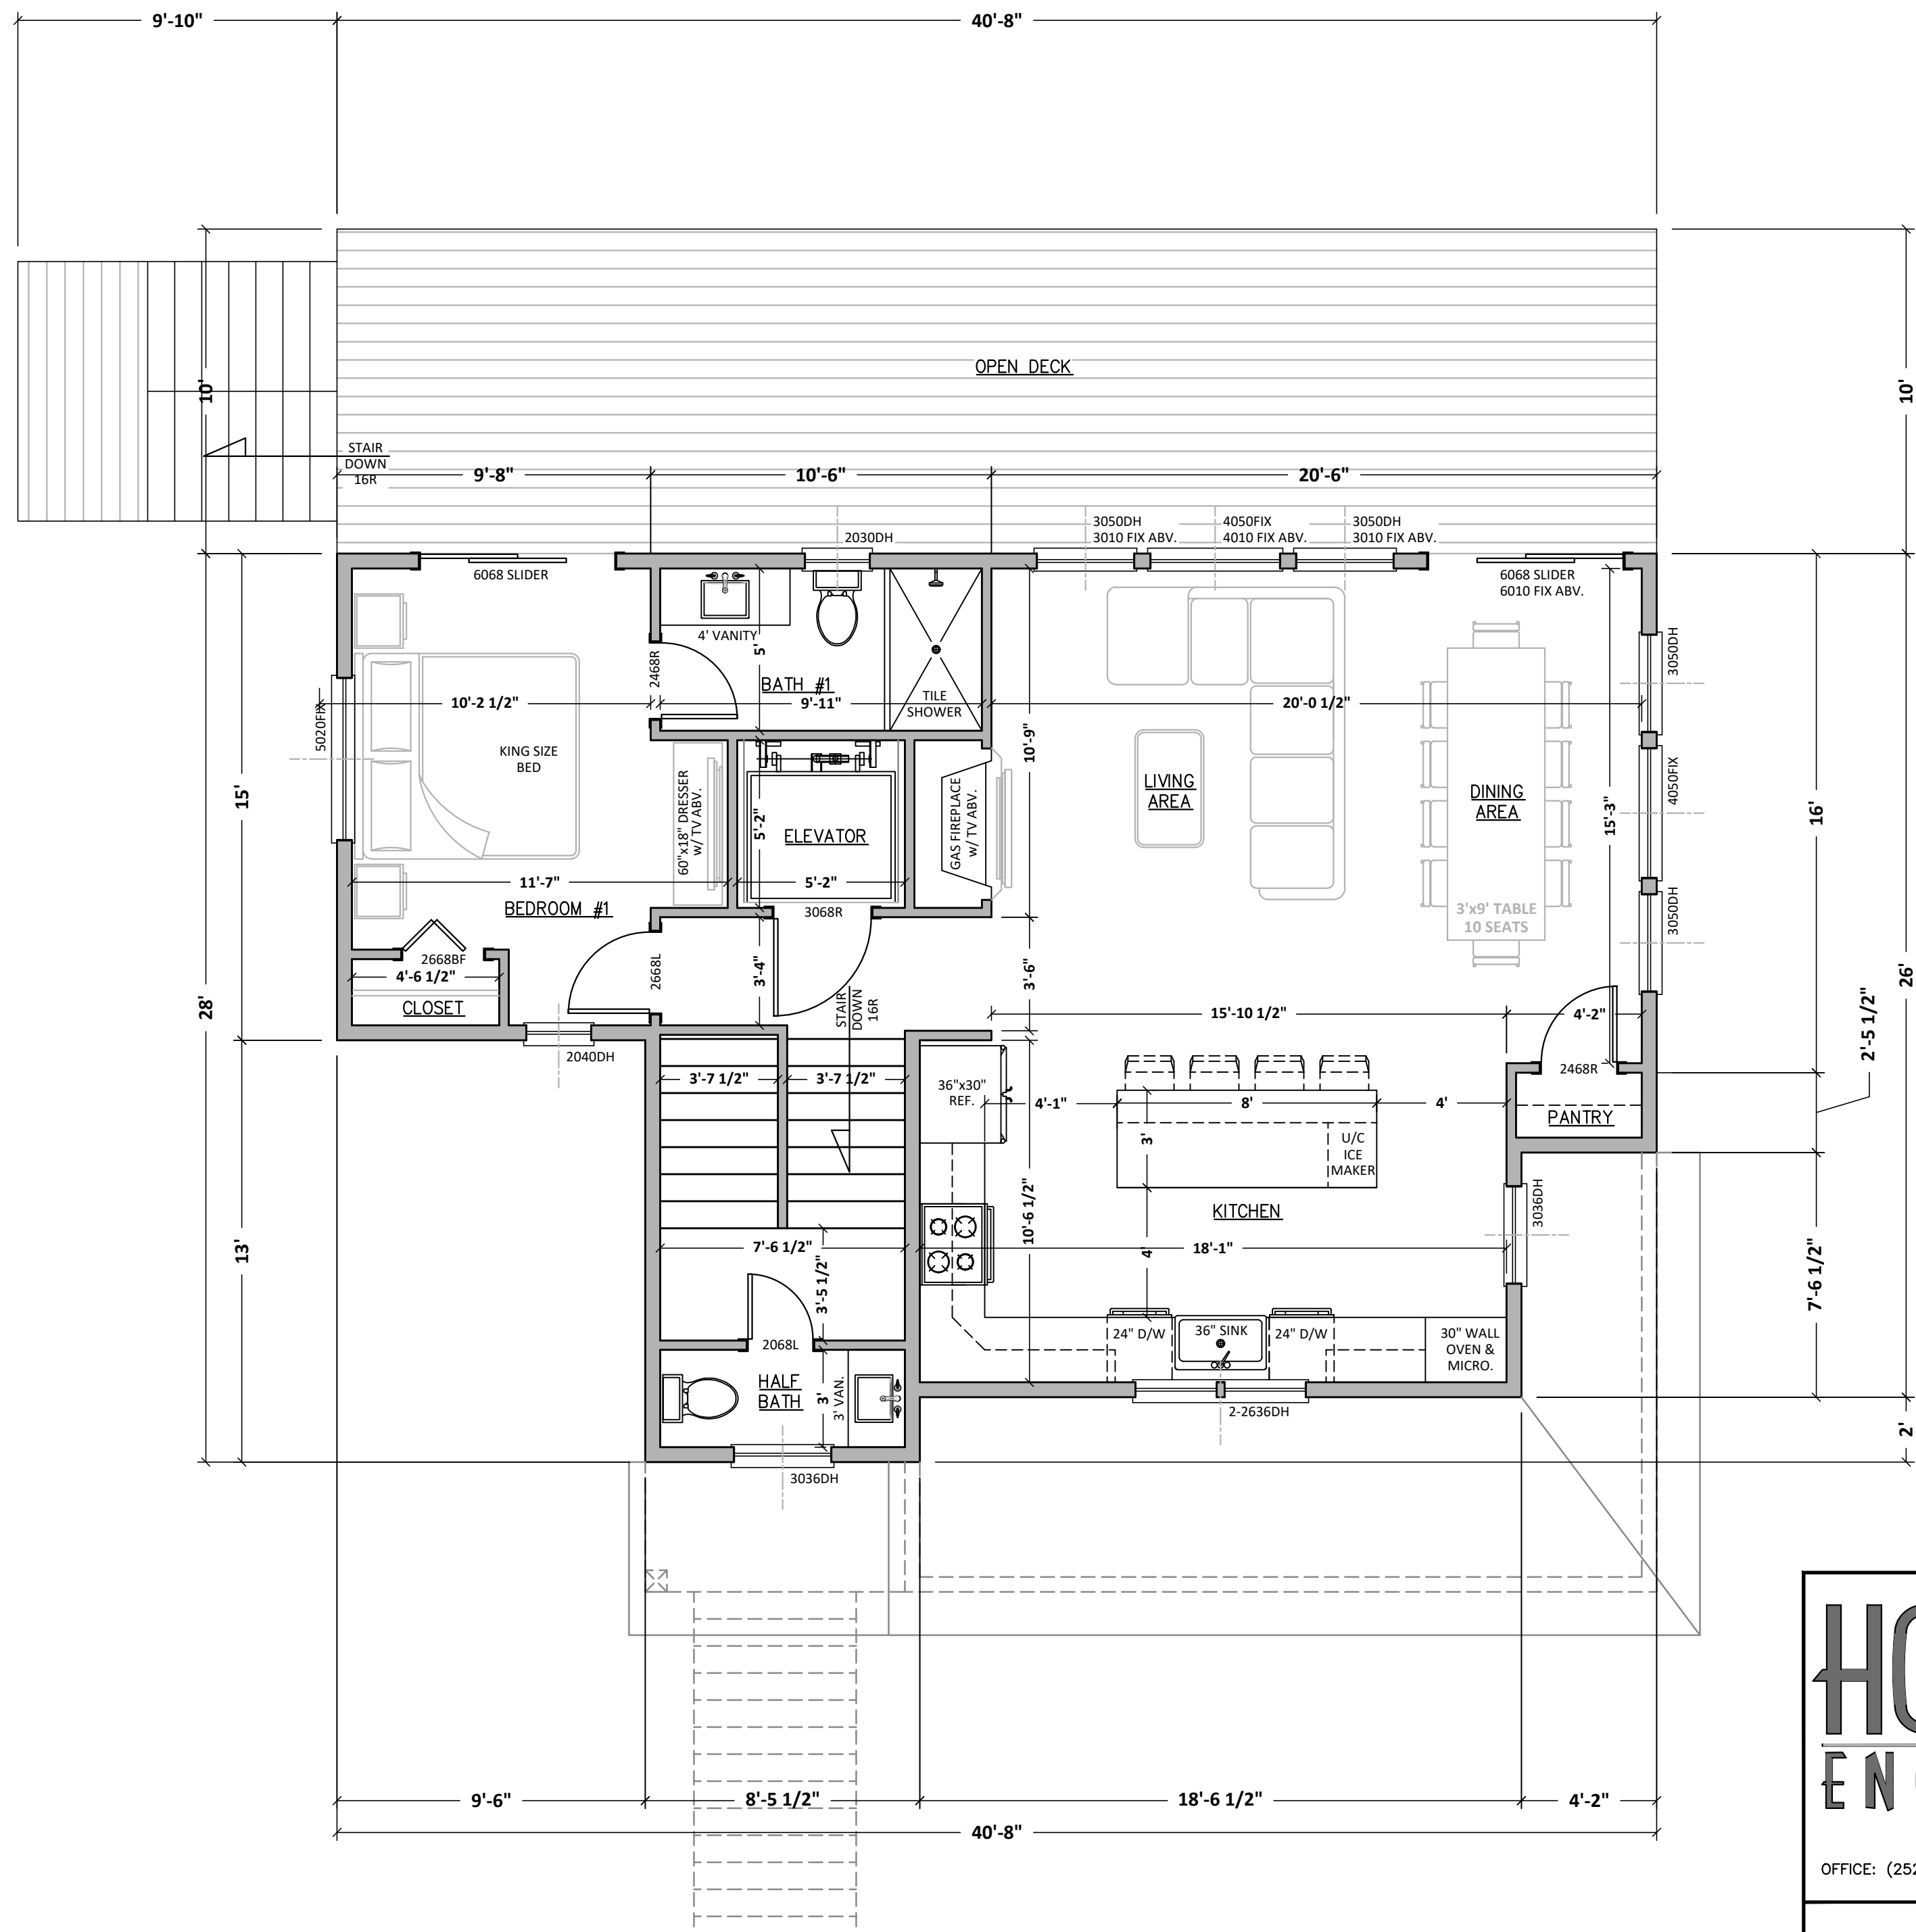 9'-10"
40'-8"
OPEN DECK
10'
10'
STAIR
DOWN
16R
9'-8"
10'-6"
20'-6"
3050DH
3010 FIX ABV.
4050FIX
4010 FIX ABV.
3050DH
3010 FIX ABV.
2030DH
6068 SLIDER
6068 SLIDER
6010 FIX ABV.
4' VANITY
5'
2468R
BATH #1
9'-11"
TILE
SHOWER
10'-2 1/2"
20'-0 1/2"
5020FIX
3050DH
KING SIZE
BED
10'-9"
60"x18" DRESSER
w/ TV ABV.
5'-2"
ELEVATOR
GAS FIREPLACE
w/ TV ABV.
LIVING
AREA
DINING
AREA
15'-3"
4050FIX
15'
16'
11'-7"
5'-2"
BEDROOM #1
3068R
3'x9' TABLE
10 SEATS
3050DH
2668BF
4'-6 1/2"
CLOSET
2668L
3'-4"
STAIR
DOWN
16R
3'-6"
28'
26'
15'-10 1/2"
4'-2"
2'-5 1/2"
2040DH
2468R
3'-7 1/2"
3'-7 1/2"
36"x30"
REF.
4'-1"
8'
4'
PANTRY
3'
U/C
ICE
MAKER
10'-6 1/2"
KITCHEN
3036DH
13'
7'-6 1/2"
18'-1"
4'
7'-6 1/2"
3'-5 1/2"
2068L
24" D/W
36" SINK
24" D/W
30" WALL
OVEN &
MICRO.
HALF
BATH
3'
3' VAN.
2-2636DH
2'
3036DH
9'-6"
8'-5 1/2"
18'-6 1/2"
4'-2"
40'-8"
EN
OFFICE: (252